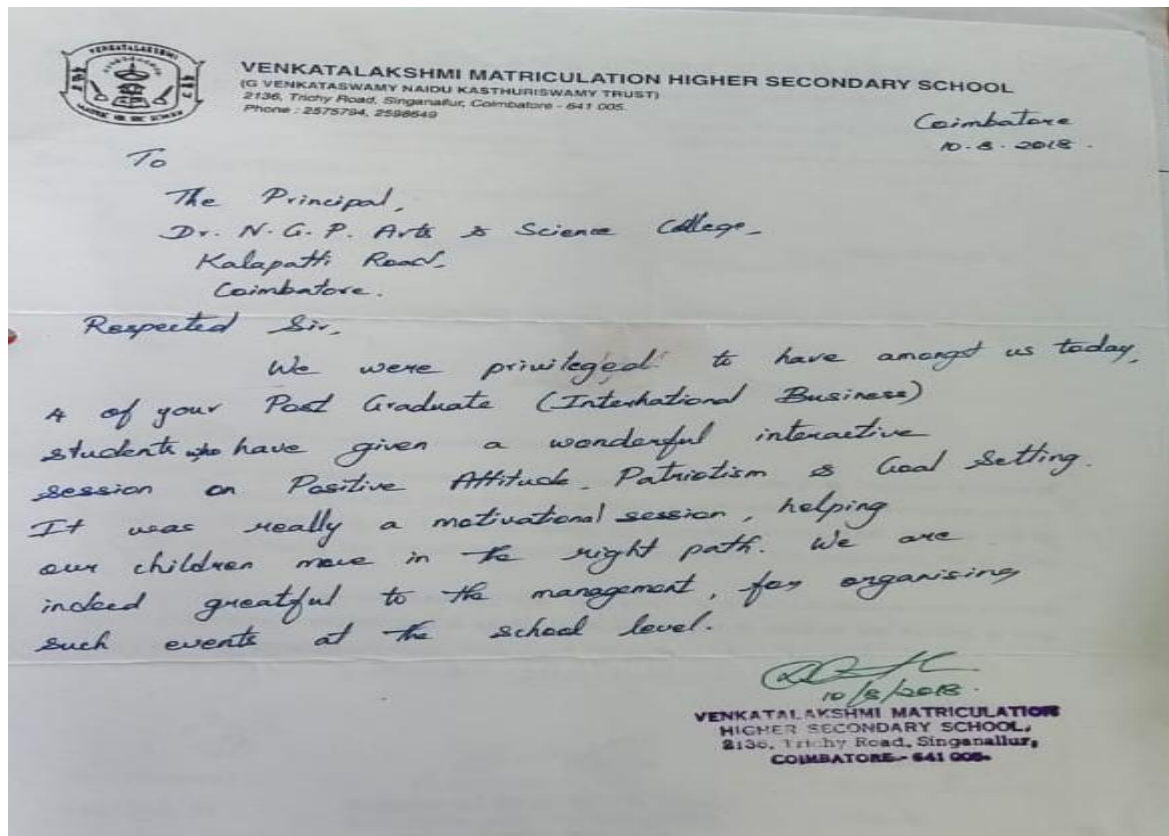 VENKATALAKSHMI
VENKATALAKSHMI MATRICULATION HIGHER SECONDARY SCHOOL
(G VENKATASWAMY NAIDU KASTHURISWAMY TRUST)
2136, Trichy Road, Singanallur, Coimbatore - 641 005.
Phone : 2575794, 2598649
Coimbatore
10.8.2018.
To
The Principal,
Dr. N.G.P. Arts & Science College,
Kalapatti Road,
Coimbatore.
Respected Sir,
We were privileged to have amongst us today,
4 of your Post Graduate (International Business)
students who have given a wonderful interactive
session on Positive Attitude, Patriotism & Goal Setting.
It was really a motivational session, helping
our children move in the right path. We are
indeed greatful to the management, for organising
such events at the school level.
10/8/2018.
VENKATALAKSHMI MATRICULATION
HIGHER SECONDARY SCHOOL,
2136, Trichy Road, Singanallur,
COIMBATORE - 641 005.